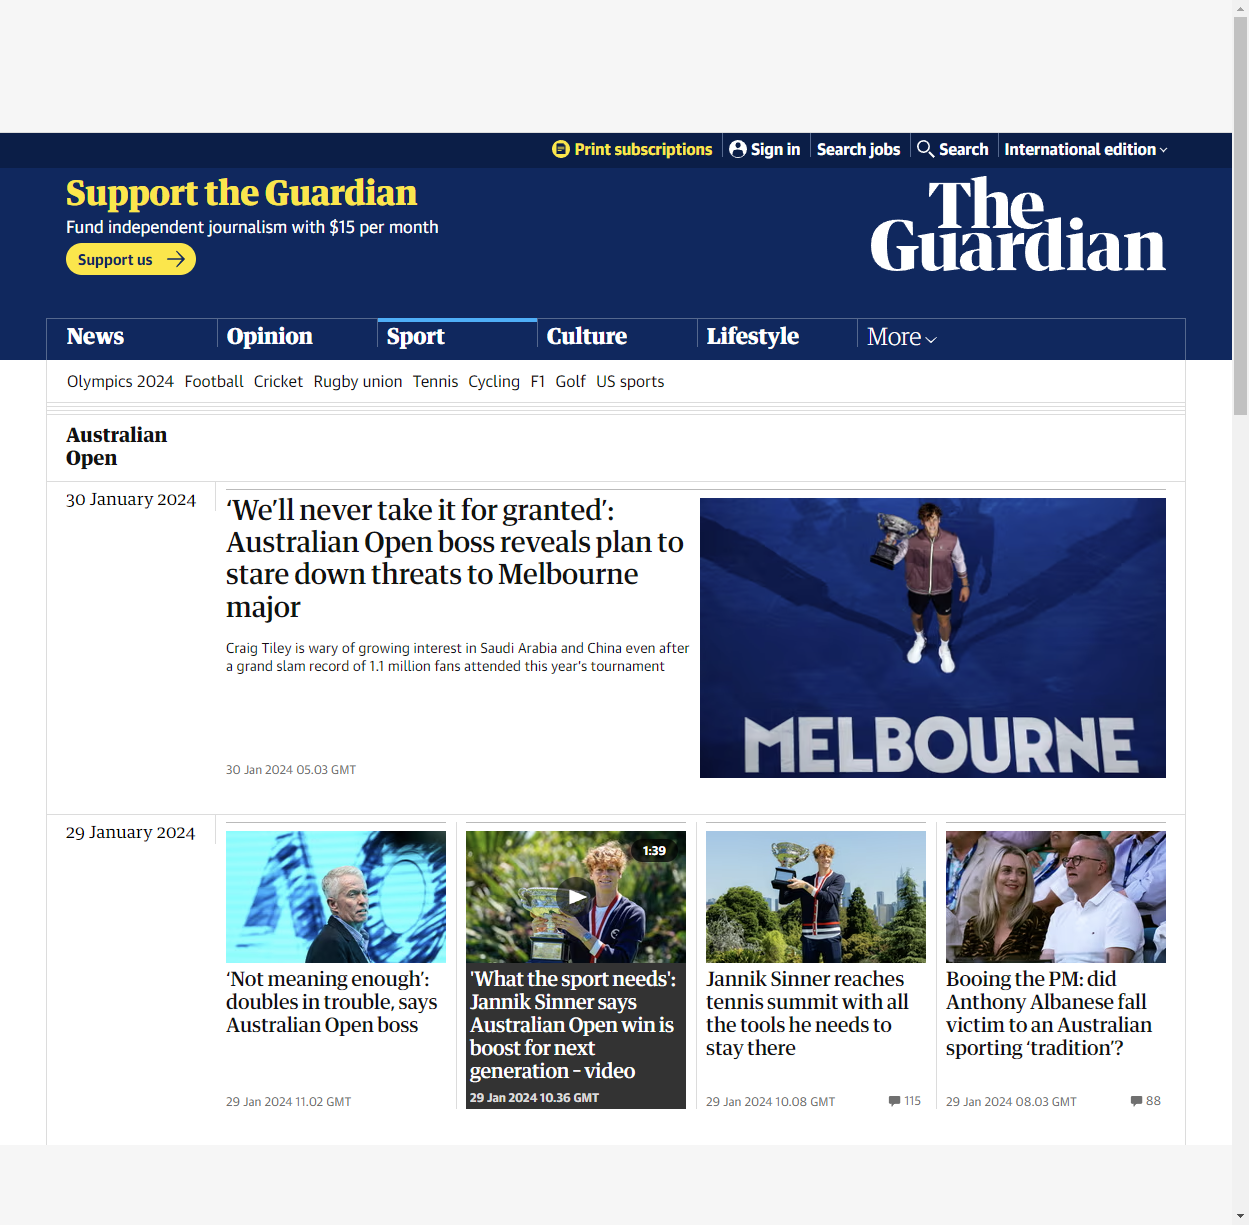 Print subscriptions
Sign in
Search jobs
Search
International edition
Support the Guardian
Fund independent journalism with $15 per month
Support us
The
Guardian
News
Opinion
Sport
Culture
Lifestyle
More
Olympics 2024
Football
Cricket
Rugby union
Tennis
Cycling
F1
Golf
US sports
Australian
Open
30 January 2024
‘We’ll never take it for granted’:
Australian Open boss reveals plan to
stare down threats to Melbourne
major
Craig Tiley is wary of growing interest in Saudi Arabia and China even after
a grand slam record of 1.1 million fans attended this year’s tournament
30 Jan 2024 05.03 GMT
MELBOURNE
29 January 2024
AO
‘Not meaning enough’:
doubles in trouble, says
Australian Open boss
29 Jan 2024 11.02 GMT
1:39
'What the sport needs':
Jannik Sinner says
Australian Open win is
boost for next
generation – video
29 Jan 2024 10.36 GMT
Jannik Sinner reaches
tennis summit with all
the tools he needs to
stay there
29 Jan 2024 10.08 GMT
115
Booing the PM: did
Anthony Albanese fall
victim to an Australian
sporting ‘tradition’?
29 Jan 2024 08.03 GMT
88